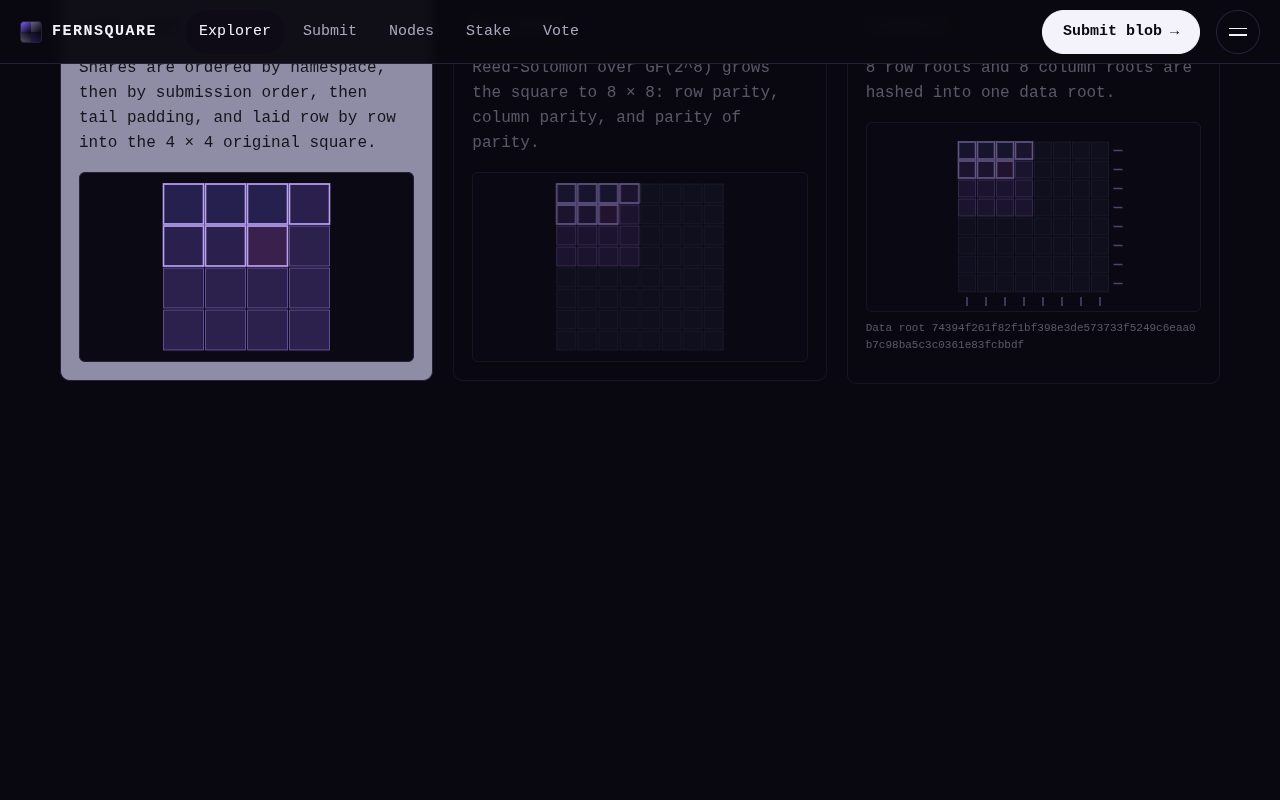 FERNSQUARE
Explorer
Submit
Nodes
Stake
Vote
Submit blob →
Shares are ordered by namespace,
then by submission order, then
tail padding, and laid row by row
into the 4 × 4 original square.
Reed-Solomon over GF(2^8) grows
the square to 8 × 8: row parity,
column parity, and parity of
parity.
8 row roots and 8 column roots are
hashed into one data root.
Data root 74394f261f82f1bf398e3de573733f5249c6eaa0
b7c98ba5c3c0361e83fcbbdf